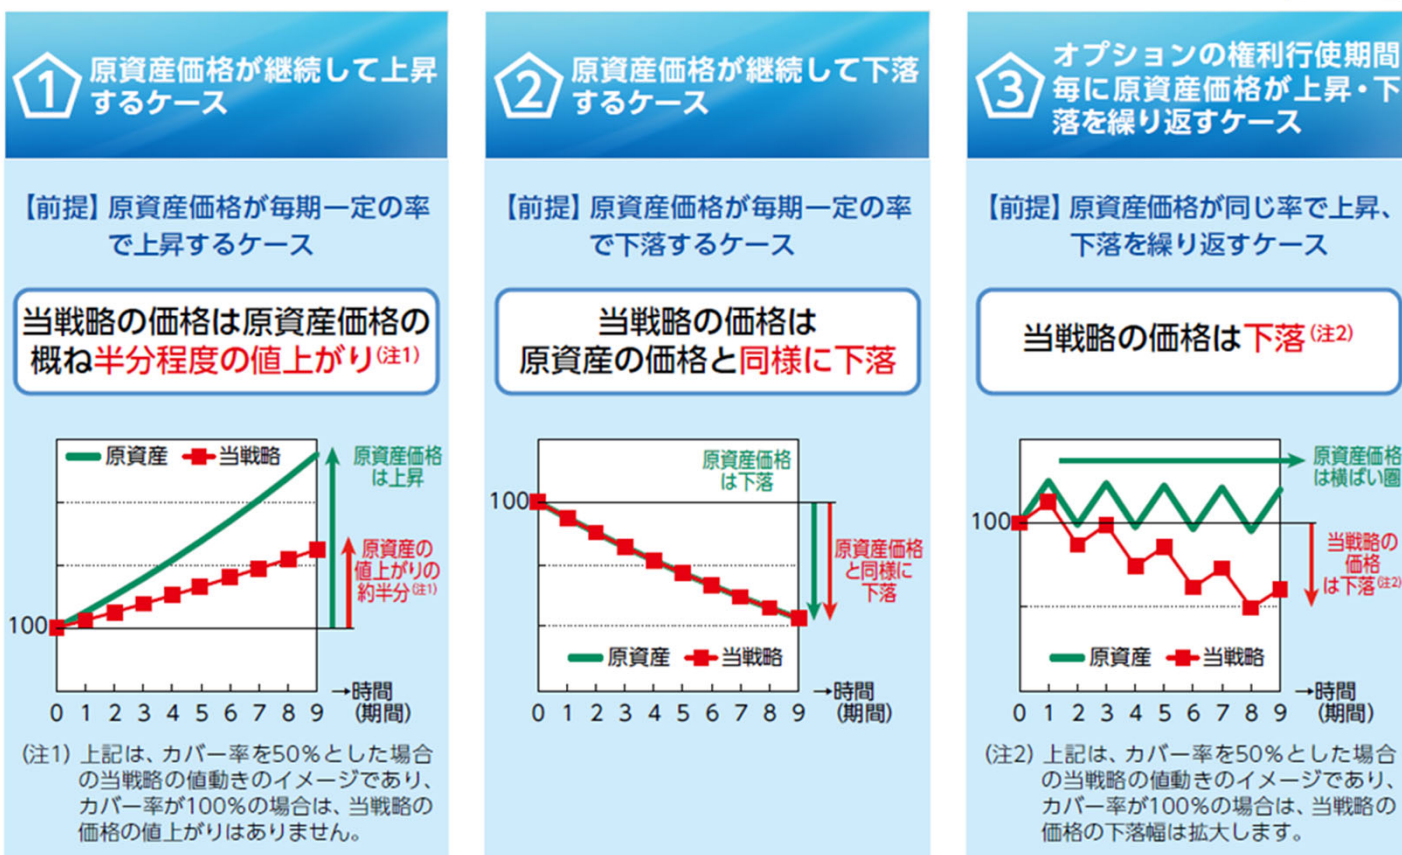 1 原資産価格が継続して上昇
するケース
【前提】原資産価格が毎期一定の率
で上昇するケース
当戦略の価格は原資産価格の
概ね半分程度の値上がり(注1)
原資産 当戦略
原資産価格
は上昇
原資産の
値上がりの
約半分(注1)
100
→時間
0 1 2 3 4 5 6 7 8 9 (期間)
(注1) 上記は、カバー率を50%とした場合
の当戦略の値動きのイメージであり、
カバー率が100%の場合は、当戦略の
価格の値上がりはありません。
2 原資産価格が継続して下落
するケース
【前提】原資産価格が毎期一定の率
で下落するケース
当戦略の価格は
原資産の価格と同様に下落
原資産価格
は下落
100
原資産価格
と同様に
下落
原資産 当戦略
→時間
0 1 2 3 4 5 6 7 8 9 (期間)
3 オプションの権利行使期間
毎に原資産価格が上昇・下
落を繰り返すケース
【前提】原資産価格が同じ率で上昇、
下落を繰り返すケース
当戦略の価格は下落(注2)
原資産価格
は横ばい圏
100
当戦略の
価格
は下落(注2)
原資産 当戦略
→時間
0 1 2 3 4 5 6 7 8 9 (期間)
(注2) 上記は、カバー率を50%とした場合
の当戦略の値動きのイメージであり、
カバー率が100%の場合は、当戦略の
価格の下落幅は拡大します。